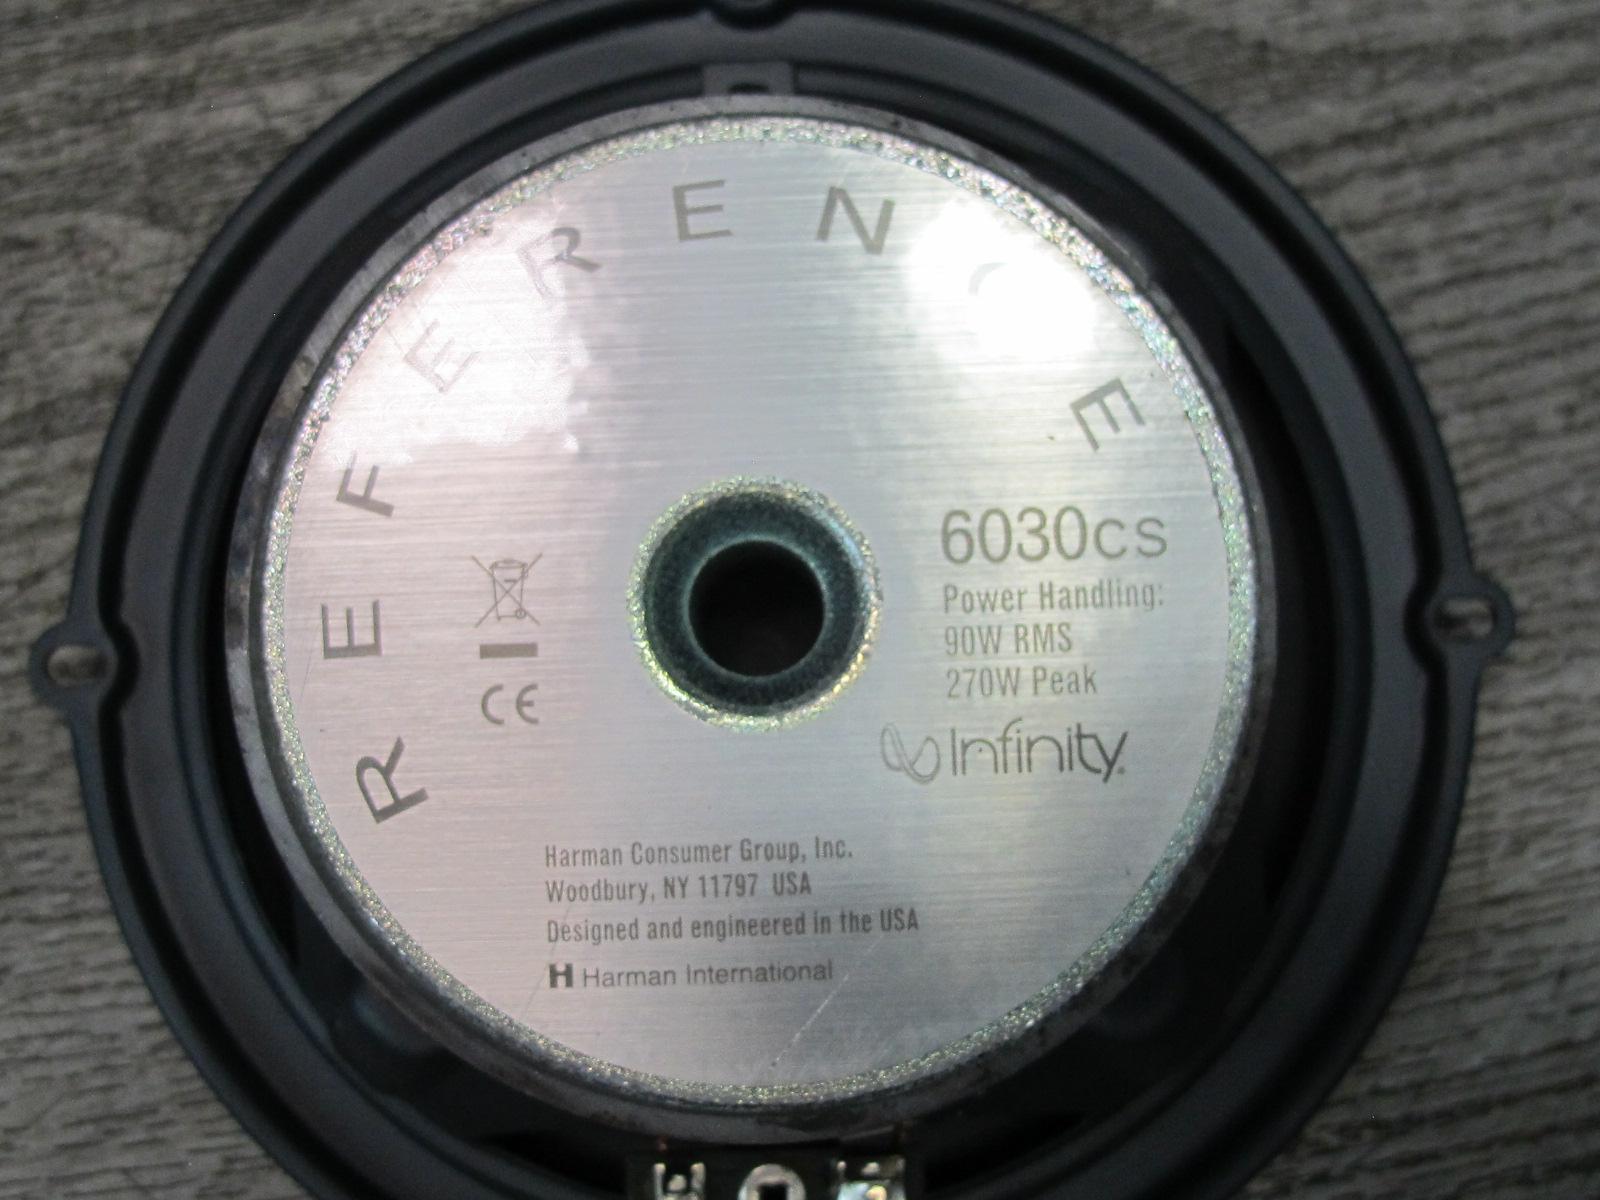 REFERENCE
6030cs
Power Handling:
90W RMS
270W Peak
Infinity
CE
Harman Consumer Group, Inc.
Woodbury, NY 11797 USA
Designed and engineered in the USA
H Harman International